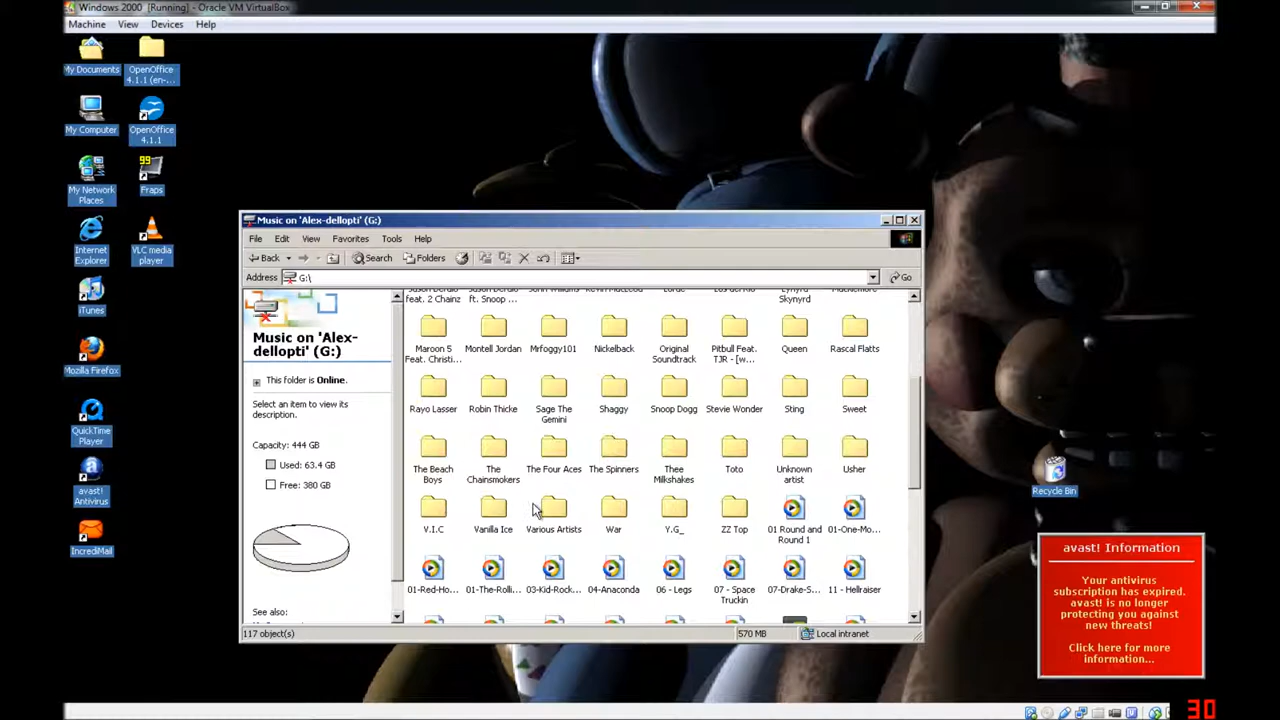 Windows 2000 [Running] - Oracle VM VirtualBox
Machine View Devices Help
My Documents
OpenOffice
4.1.1 (en-...
My Computer
OpenOffice
4.1.1
99
My Network
Places
Fraps
Internet
Explorer
VLC media
player
iTunes
Mozilla Firefox
QuickTime
Player
avast!
Antivirus
IncrediMail
Recycle Bin
Music on 'Alex-dellopti' (G:)
File Edit View Favorites Tools Help
Back Search Folders
Address G:\ Go
Music on 'Alex-
dellopti' (G:)
This folder is Online.
Select an item to view its
description.
Capacity: 444 GB
Used: 63.4 GB
Free: 380 GB
See also:
feat. 2 Chainz ft. Snoop ... Skynyrd
Maroon 5
Feat. Christi...
Montell Jordan
Mrfoggy101
Nickelback
Original
Soundtrack
Pitbull Feat.
TJR - [w...
Queen
Rascal Flatts
Rayo Lasser
Robin Thicke
Sage The
Gemini
Shaggy
Snoop Dogg
Stevie Wonder
Sting
Sweet
The Beach
Boys
The
Chainsmokers
The Four Aces
The Spinners
Thee
Milkshakes
Toto
Unknown
artist
Usher
V.I.C
Vanilla Ice
Various Artists
War
Y.G_
ZZ Top
01 Round and
Round 1
01-One-Mo...
01-Red-Ho...
01-The-Rolli...
03-Kid-Rock...
04-Anaconda
06 - Legs
07 - Space
Truckin
07-Drake-S...
11 - Hellraiser
117 object(s) 570 MB Local intranet
avast! Information
Your antivirus
subscription has expired.
avast! is no longer
protecting you against
new threats!
Click here for more
information...
30